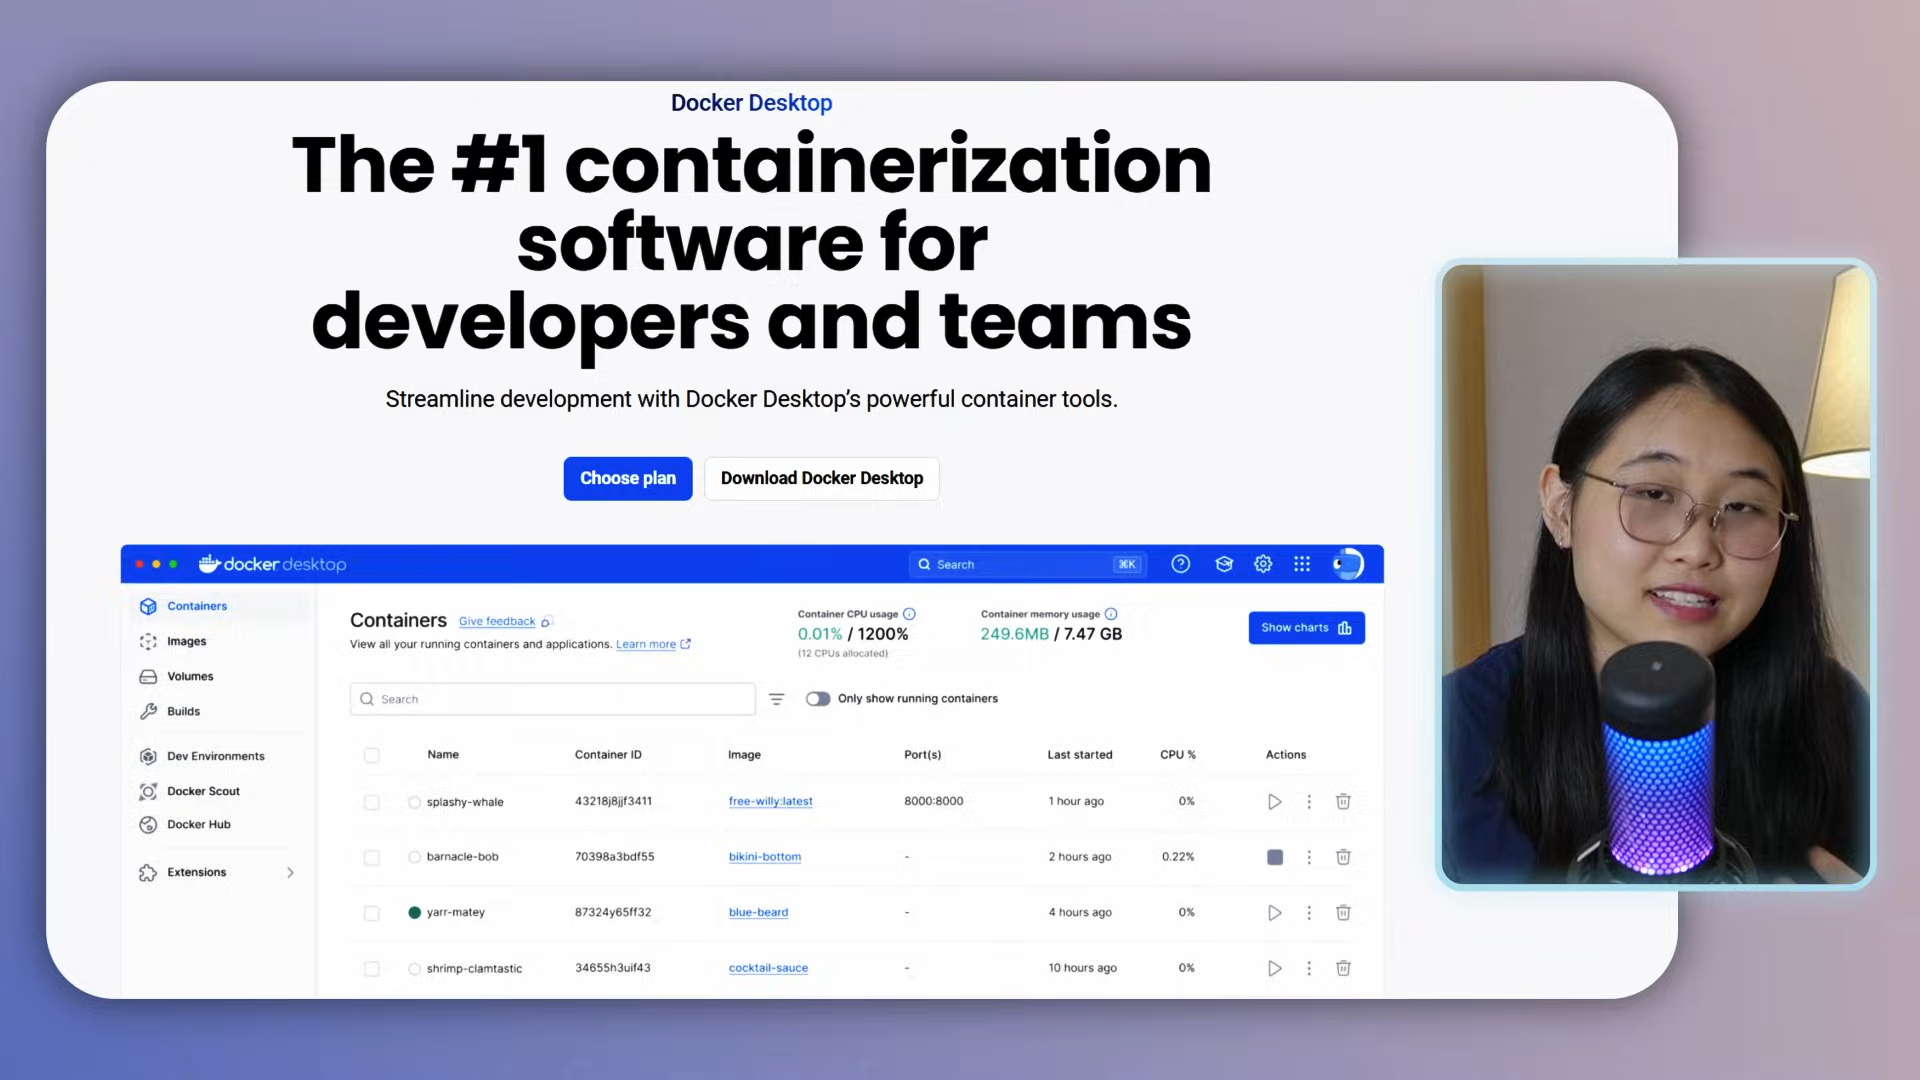 Docker Desktop
The #1 containerization
software for
developers and teams
Streamline development with Docker Desktop’s powerful container tools.
Choose plan
Download Docker Desktop
docker desktop
Search
⌘K
Containers
Images
Volumes
Builds
Dev Environments
Docker Scout
Docker Hub
Extensions
Containers
Give feedback
View all your running containers and applications. Learn more
Container CPU usage
0.01% / 1200%
(12 CPUs allocated)
Container memory usage
249.6MB / 7.47 GB
Show charts
Search
Only show running containers
Name Container ID Image Port(s) Last started CPU % Actions
splashy-whale 43218j8jjf3411 free-willy:latest 8000:8000 1 hour ago 0%
barnacle-bob 70398a3bdf55 bikini-bottom - 2 hours ago 0.22%
yarr-matey 87324y65ff32 blue-beard - 4 hours ago 0%
shrimp-clamtastic 34655h3uif43 cocktail-sauce - 10 hours ago 0%